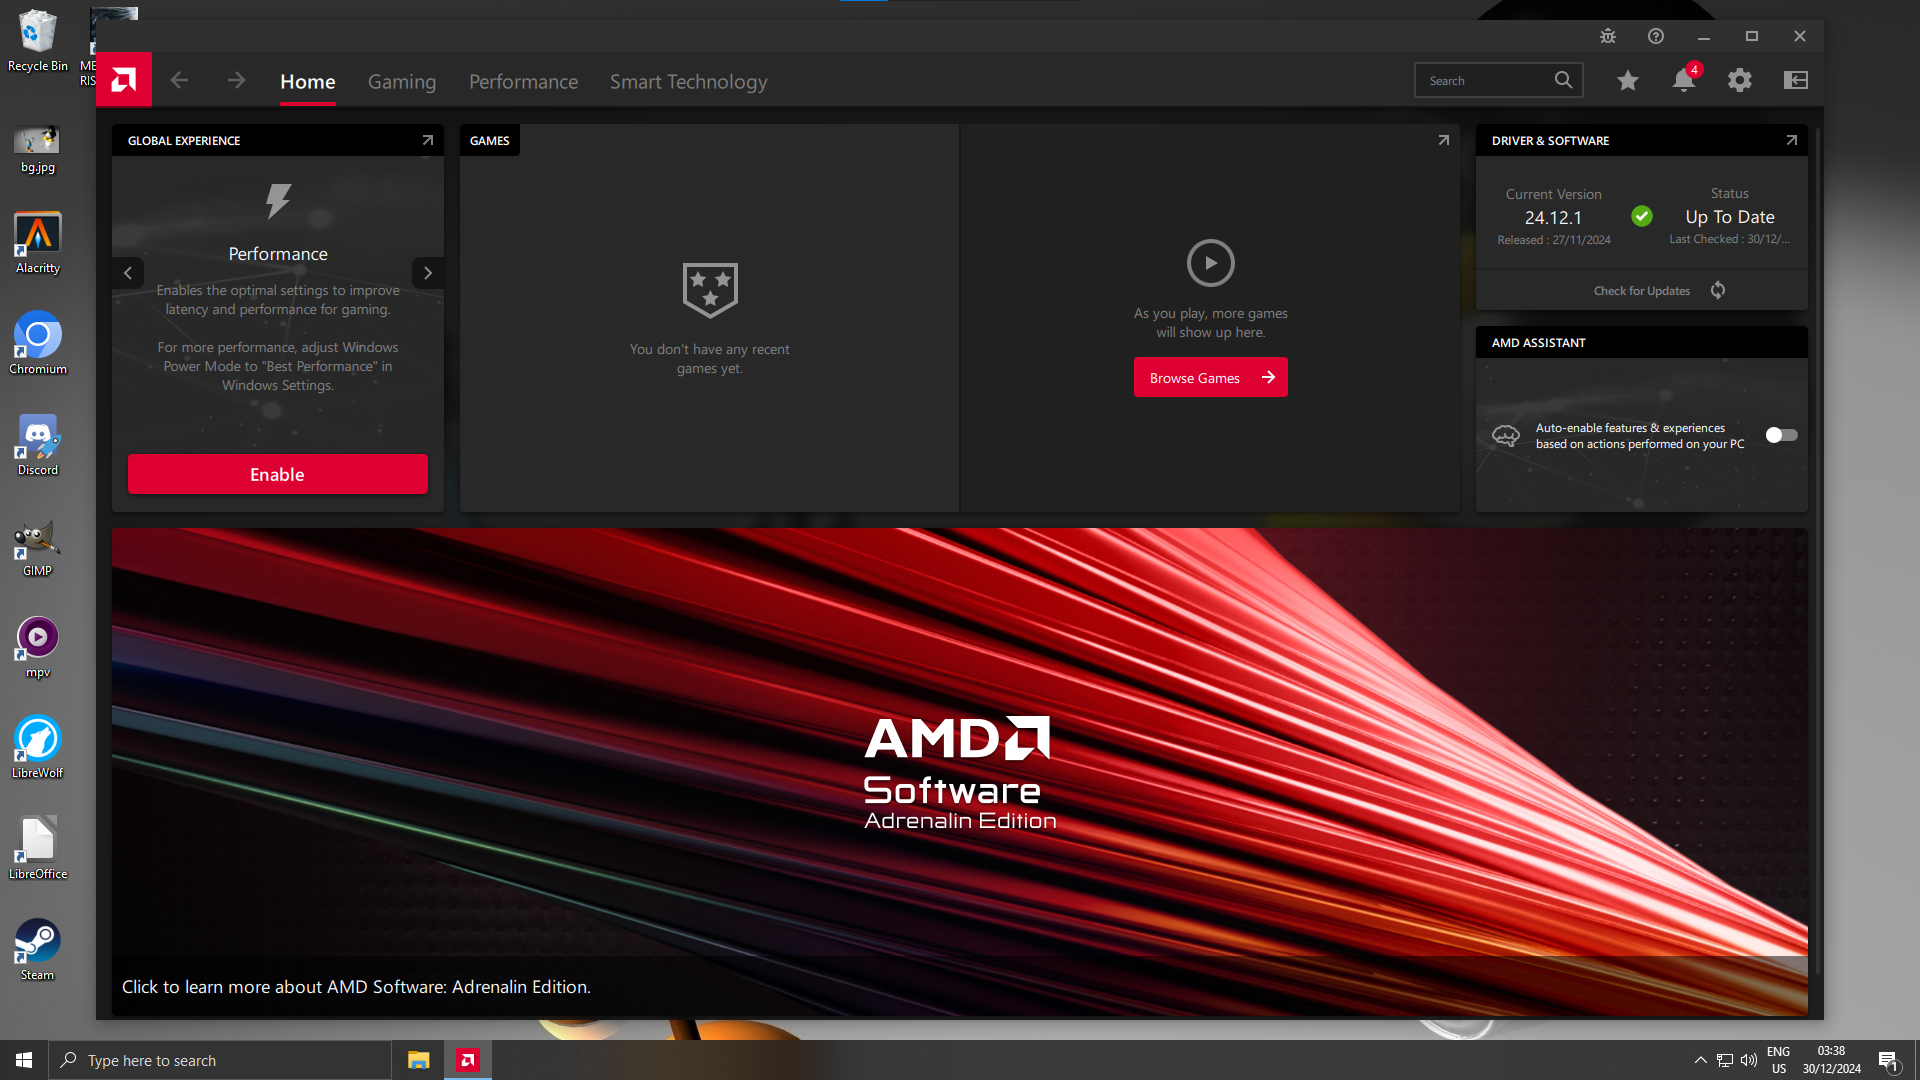 Recycle Bin
ME
RIS
bg.jpg
Alacritty
Chromium
Discord
GIMP
mpv
LibreWolf
LibreOffice
Steam
Home
Gaming
Performance
Smart Technology
Search
4
GLOBAL EXPERIENCE
Performance
Enables the optimal settings to improve
latency and performance for gaming.
For more performance, adjust Windows
Power Mode to "Best Performance" in
Windows Settings.
Enable
GAMES
You don't have any recent
games yet.
As you play, more games
will show up here.
Browse Games
DRIVER & SOFTWARE
Current Version
24.12.1
Released : 27/11/2024
Status
Up To Date
Last Checked : 30/12/...
Check for Updates
AMD ASSISTANT
Auto-enable features & experiences
based on actions performed on your PC
AMD
Software
Adrenalin Edition
Click to learn more about AMD Software: Adrenalin Edition.
Type here to search
ENG
US
03:38
30/12/2024
1